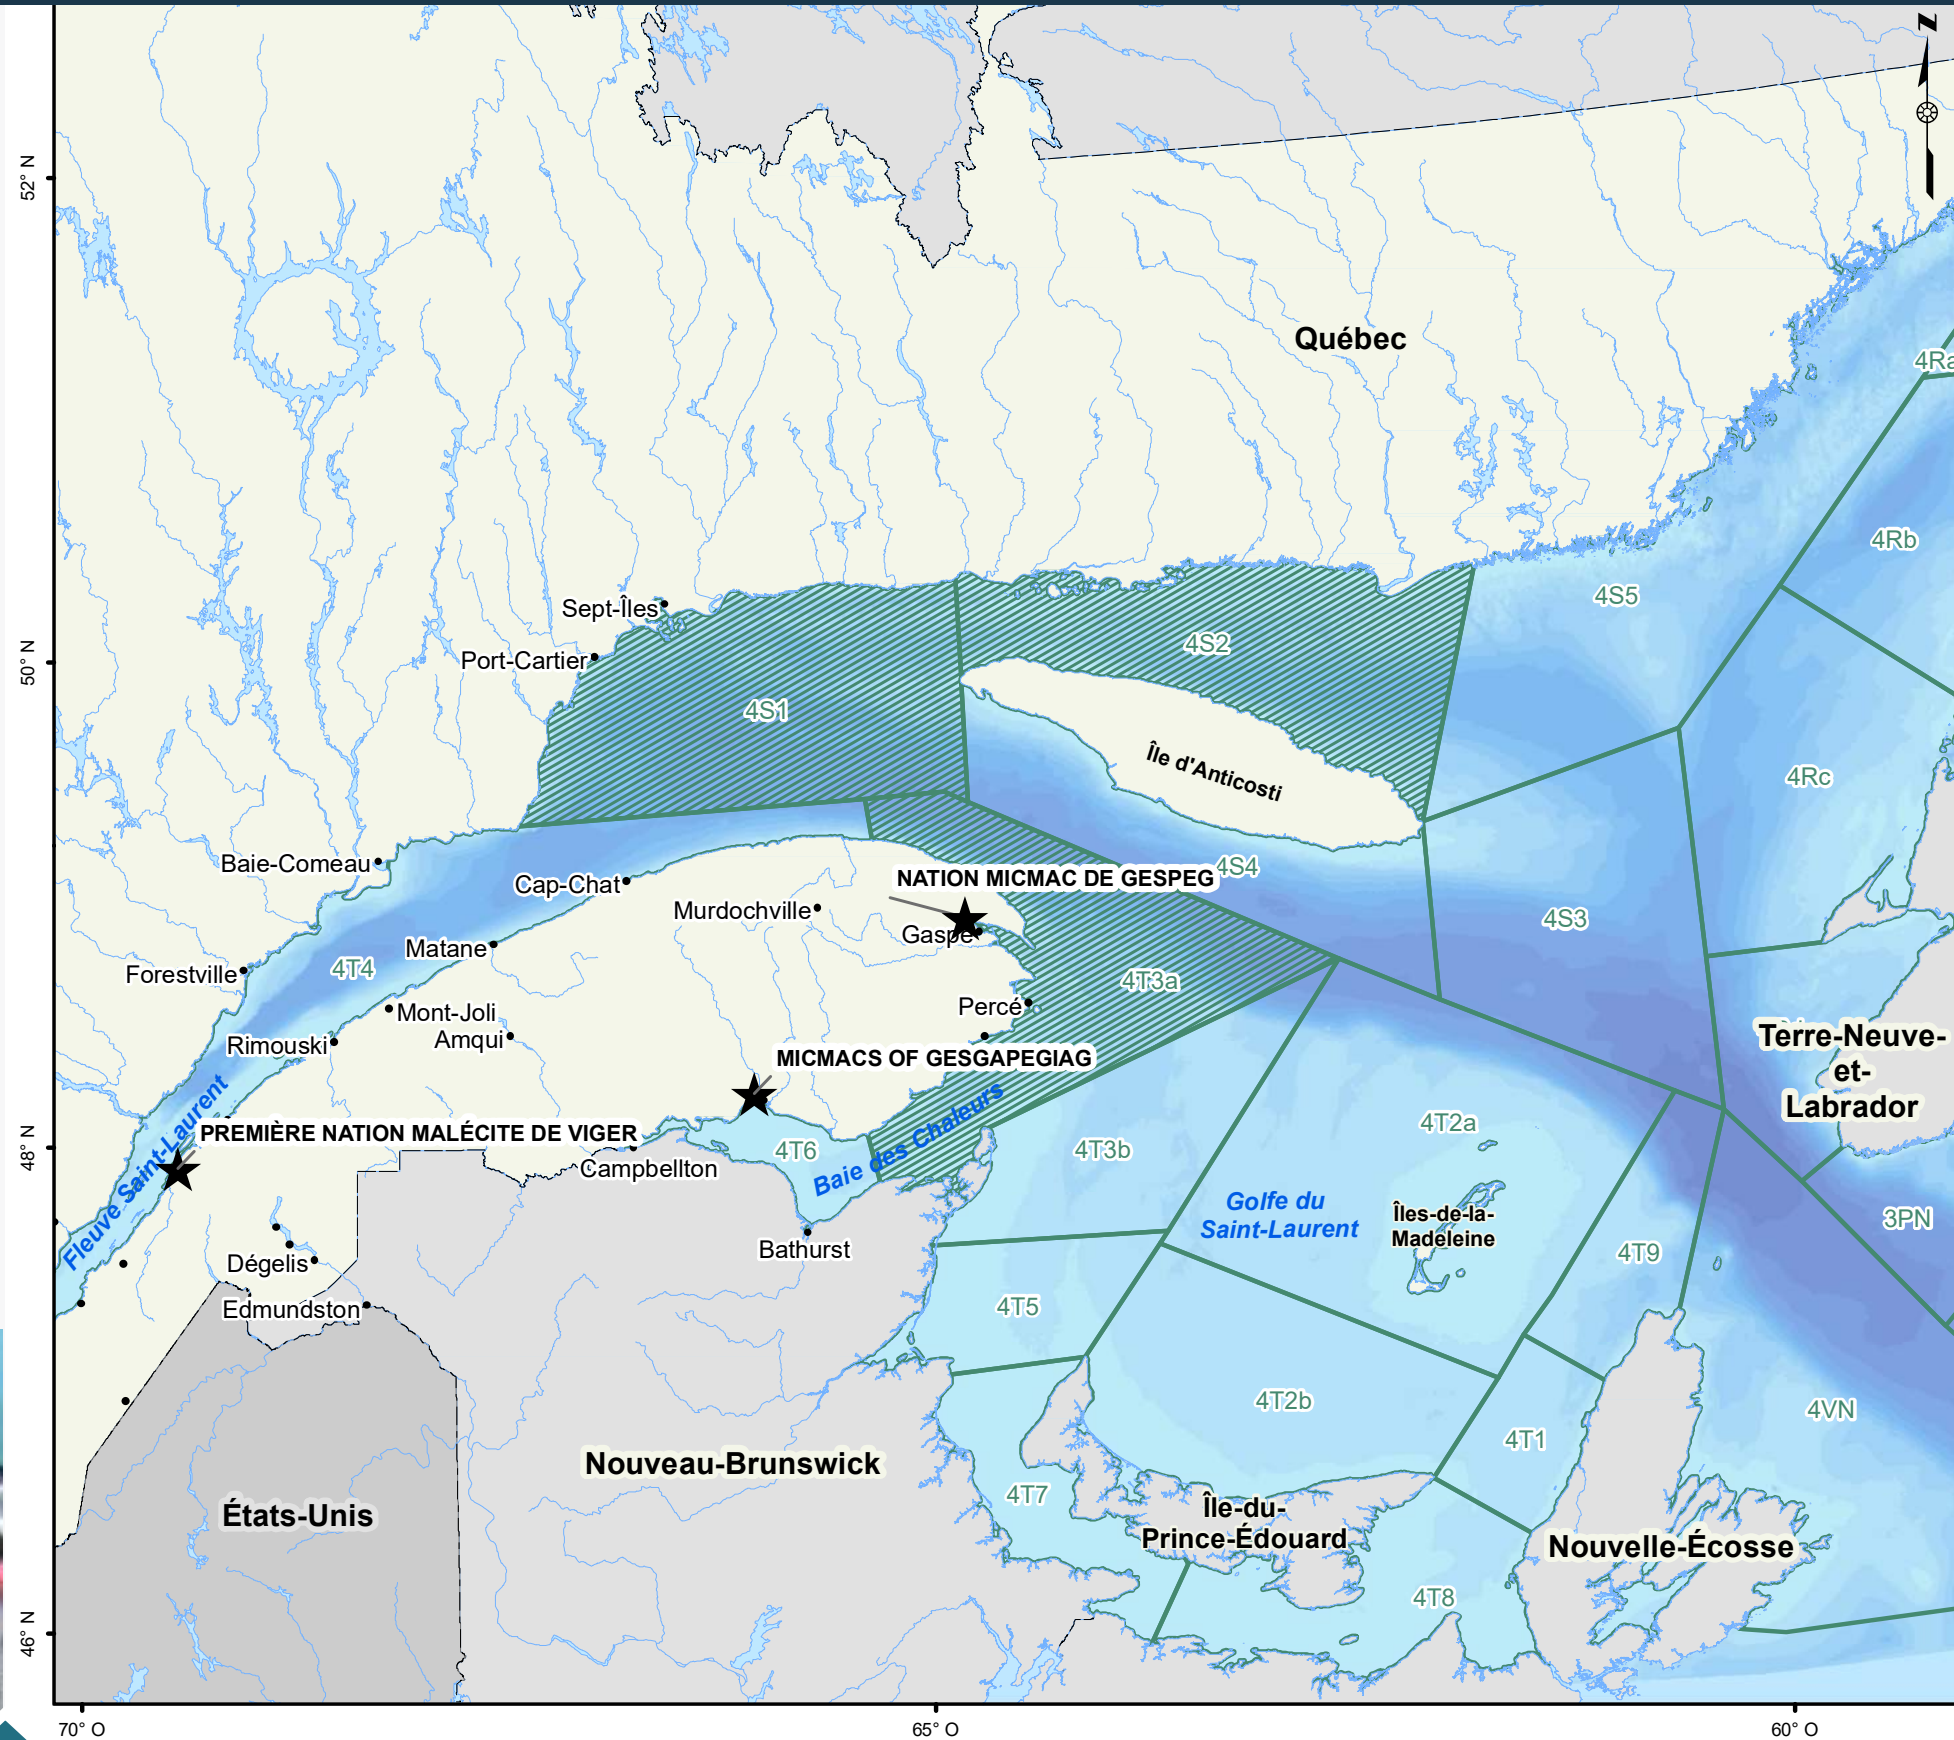 N
52° N
50° N
48° N
46° N
70° O
65° O
60° O
Québec
4Ra
4Rb
4S5
4S2
Sept-Îles
Port-Cartier
4S1
Île d'Anticosti
4Rc
Baie-Comeau
Cap-Chat
4S4
NATION MICMAC DE GESPEG
Murdochville
Gaspé
4S3
Matane
Forestville
4T4
4T3a
Percé
Mont-Joli
Amqui
Rimouski
MICMACS OF GESGAPEGIAG
Terre-Neuve-
et-
Labrador
Fleuve Saint-Laurent
PREMIÈRE NATION MALÉCITE DE VIGER
Campbellton
4T6
Baie des Chaleurs
4T3b
4T2a
Golfe du
Saint-Laurent
Îles-de-la-
Madeleine
4T9
3PN
Bathurst
Dégelis
Edmundston
4T5
4T2b
4T1
4VN
Nouveau-Brunswick
États-Unis
4T7
Île-du-
Prince-Édouard
Nouvelle-Écosse
4T8